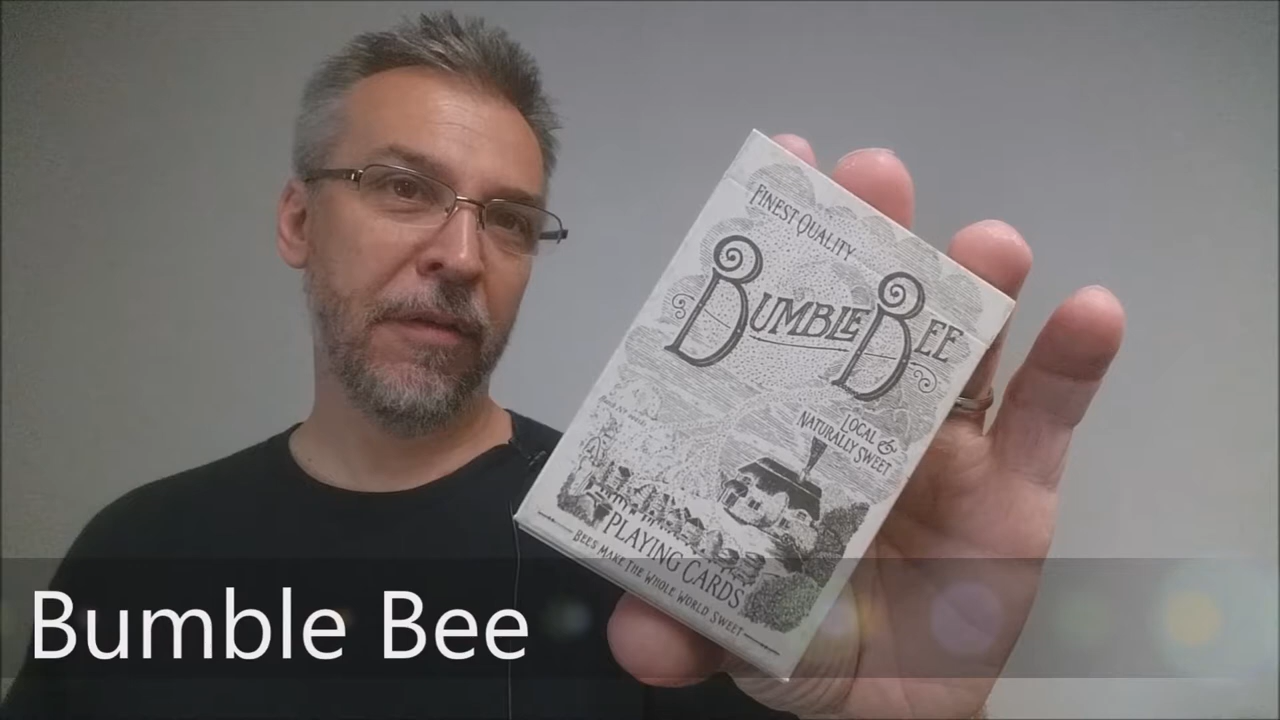 FINEST QUALITY
BUMBLE BEE
LOCAL &
NATURALLY SWEET
PLAYING CARDS
BEES MAKE THE WHOLE WORLD SWEET
Bumble Bee